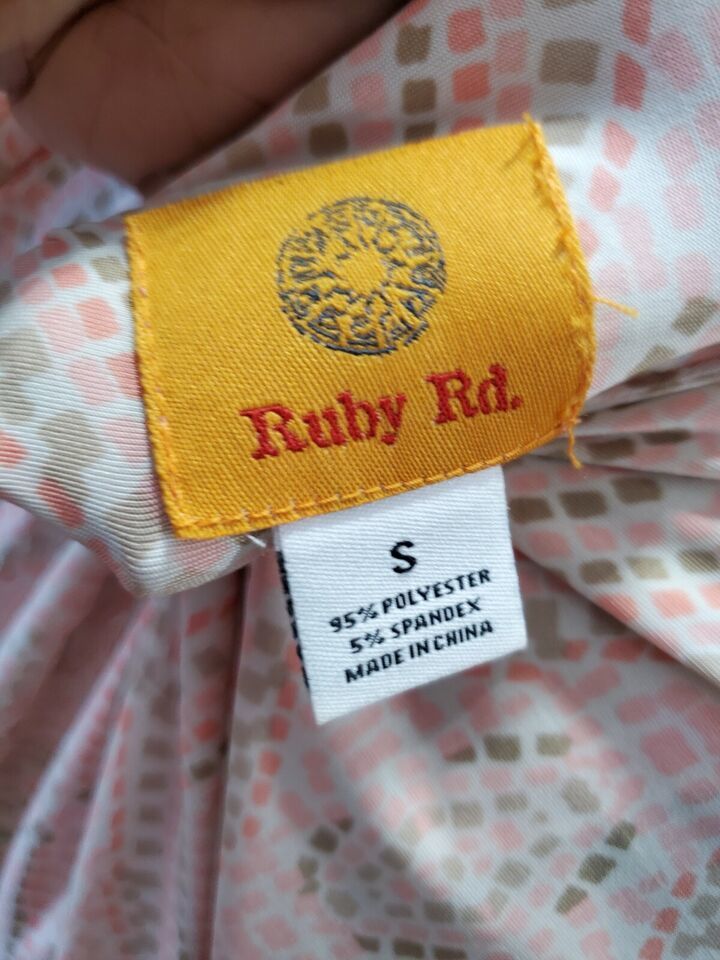 Ruby Rd.
S
95% POLYESTER
5% SPANDEX
MADE IN CHINA